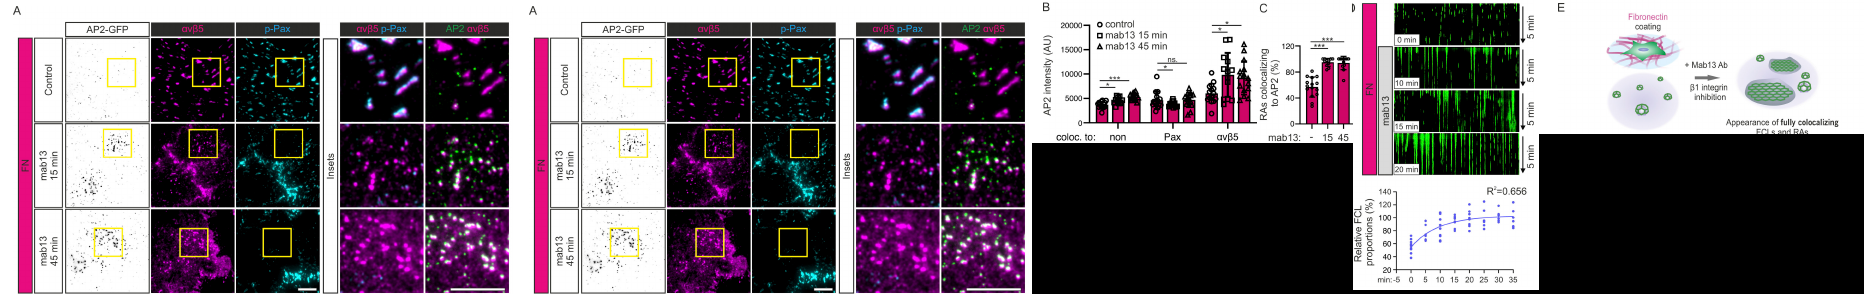 A
AP2-GFP
αvβ5
p-Pax
αvβ5 p-Pax
AP2 αvβ5
FN
Control
mab13
15 min
mab13
45 min
Insets
A
AP2-GFP
αvβ5
p-Pax
αvβ5 p-Pax
AP2 αvβ5
FN
Control
mab13
15 min
mab13
45 min
Insets
B
AP2 intensity (AU)
20000
15000
10000
5000
0
control
mab13 15 min
mab13 45 min
***
*
ns.
*
*
*
coloc. to:
non
Pax
αvβ5
C
RAs colocalizing
to AP2 (%)
120
80
40
0
***
***
mab13:
-
15
45
D
FN
mab13
0 min
10 min
15 min
20 min
5 min
5 min
5 min
5 min
R²=0.656
Relative FCL
proportions (%)
140
120
100
80
60
40
20
min:
-5
0
5
10
15
20
25
30
35
E
Fibronectin
coating
+ Mab13 Ab
β1 integrin
inhibition
Appearance of fully colocalizing
FCLs and RAs